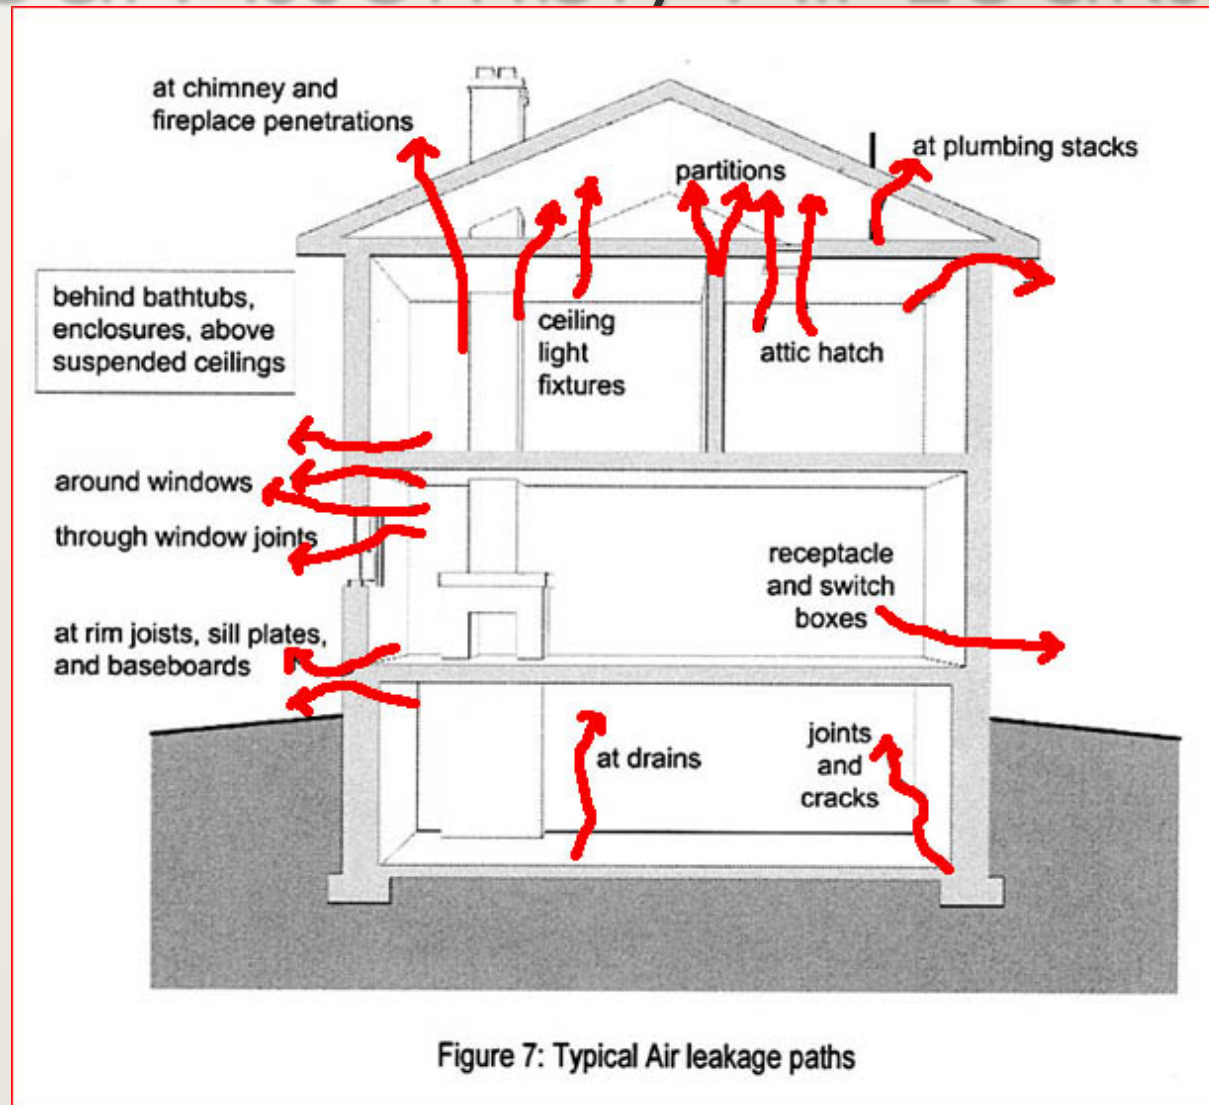 at chimney and
fireplace penetrations
at plumbing stacks
partitions
behind bathtubs,
enclosures, above
suspended ceilings
ceiling
light
fixtures
attic hatch
around windows
through window joints
receptacle
and switch
boxes
at rim joists, sill plates,
and baseboards
at drains
joints
and
cracks
Figure 7: Typical Air leakage paths